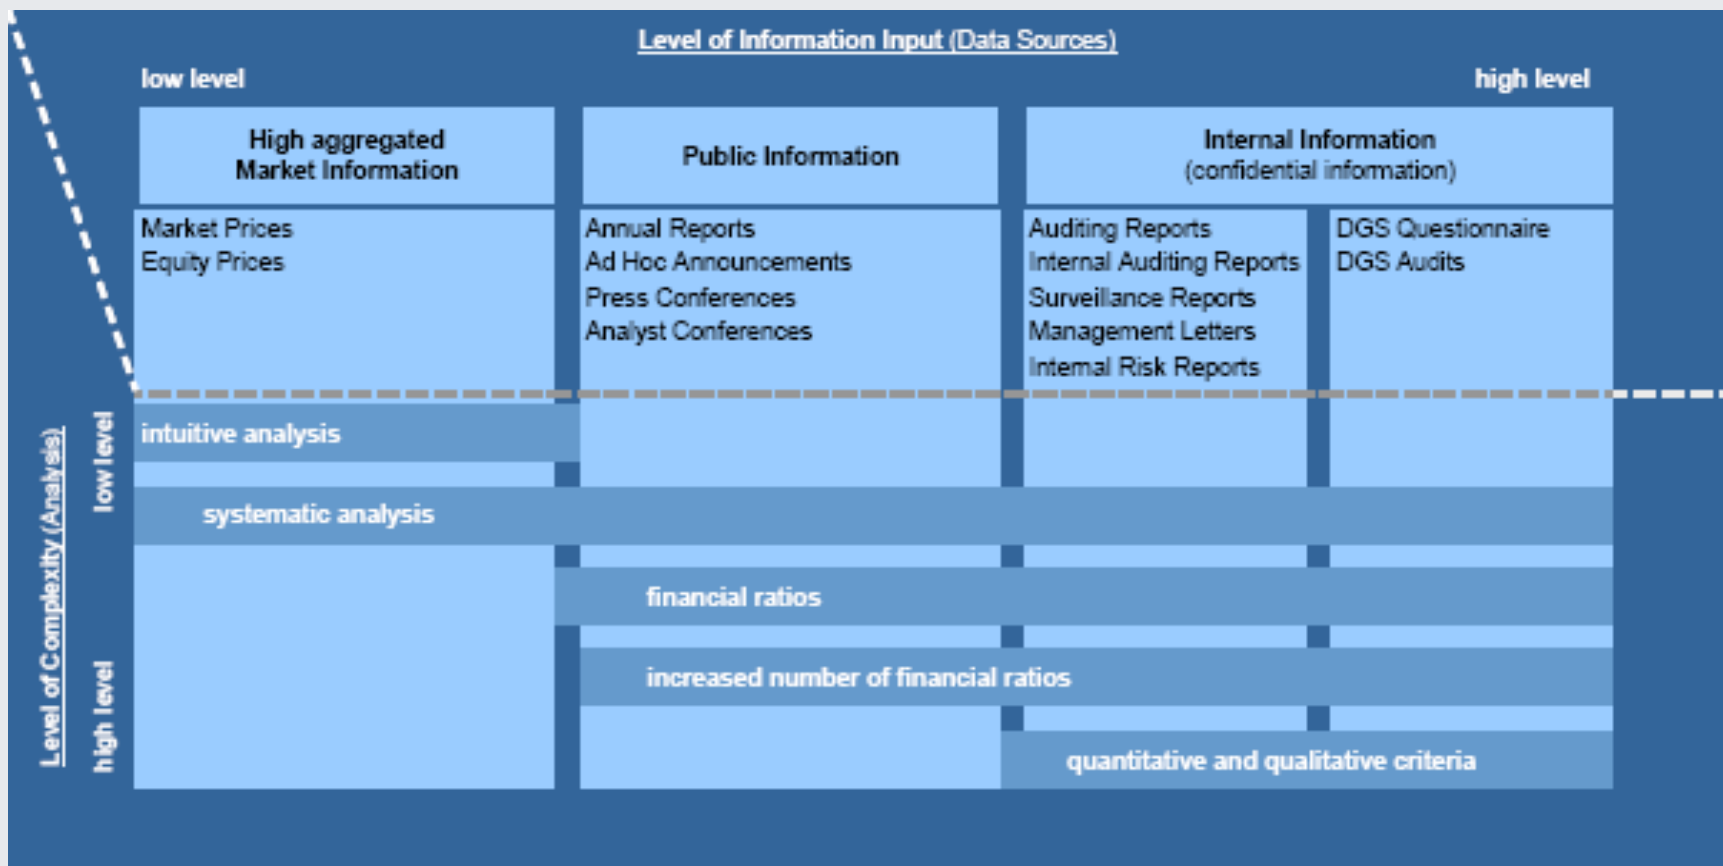 Level of Information Input (Data Sources)
low level
high level
High aggregated
Market Information
Public Information
Internal Information
(confidential information)
Market Prices
Equity Prices
Annual Reports
Ad Hoc Announcements
Press Conferences
Analyst Conferences
Auditing Reports
Internal Auditing Reports
Surveillance Reports
Management Letters
Internal Risk Reports
DGS Questionnaire
DGS Audits
Level of Complexity (Analysis)
low level
high level
intuitive analysis
systematic analysis
financial ratios
increased number of financial ratios
quantitative and qualitative criteria